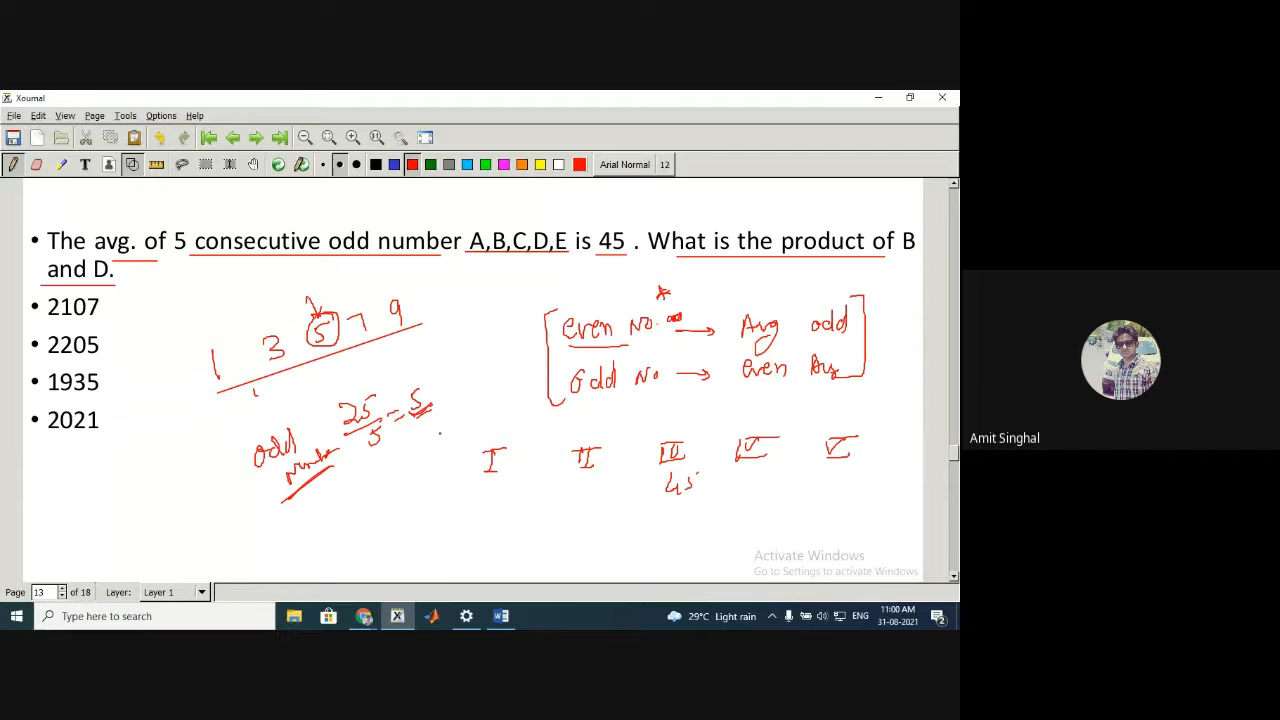 Xournal
File Edit View Page Tools Options Help
T Arial Normal 12
• The avg. of 5 consecutive odd number A,B,C,D,E is 45 . What is the product of B
and D.
• 2107
• 2205
• 1935
• 2021
1 3 5 7 9
25/5 = 5
odd
number
even No. → Avg odd
odd No → even Avg
I II III IV V
45
Amit Singhal
Activate Windows
Go to Settings to activate Windows
Page 13 of 18 Layer: Layer 1
Type here to search
29°C Light rain ENG
11:00 AM
31-08-2021
2